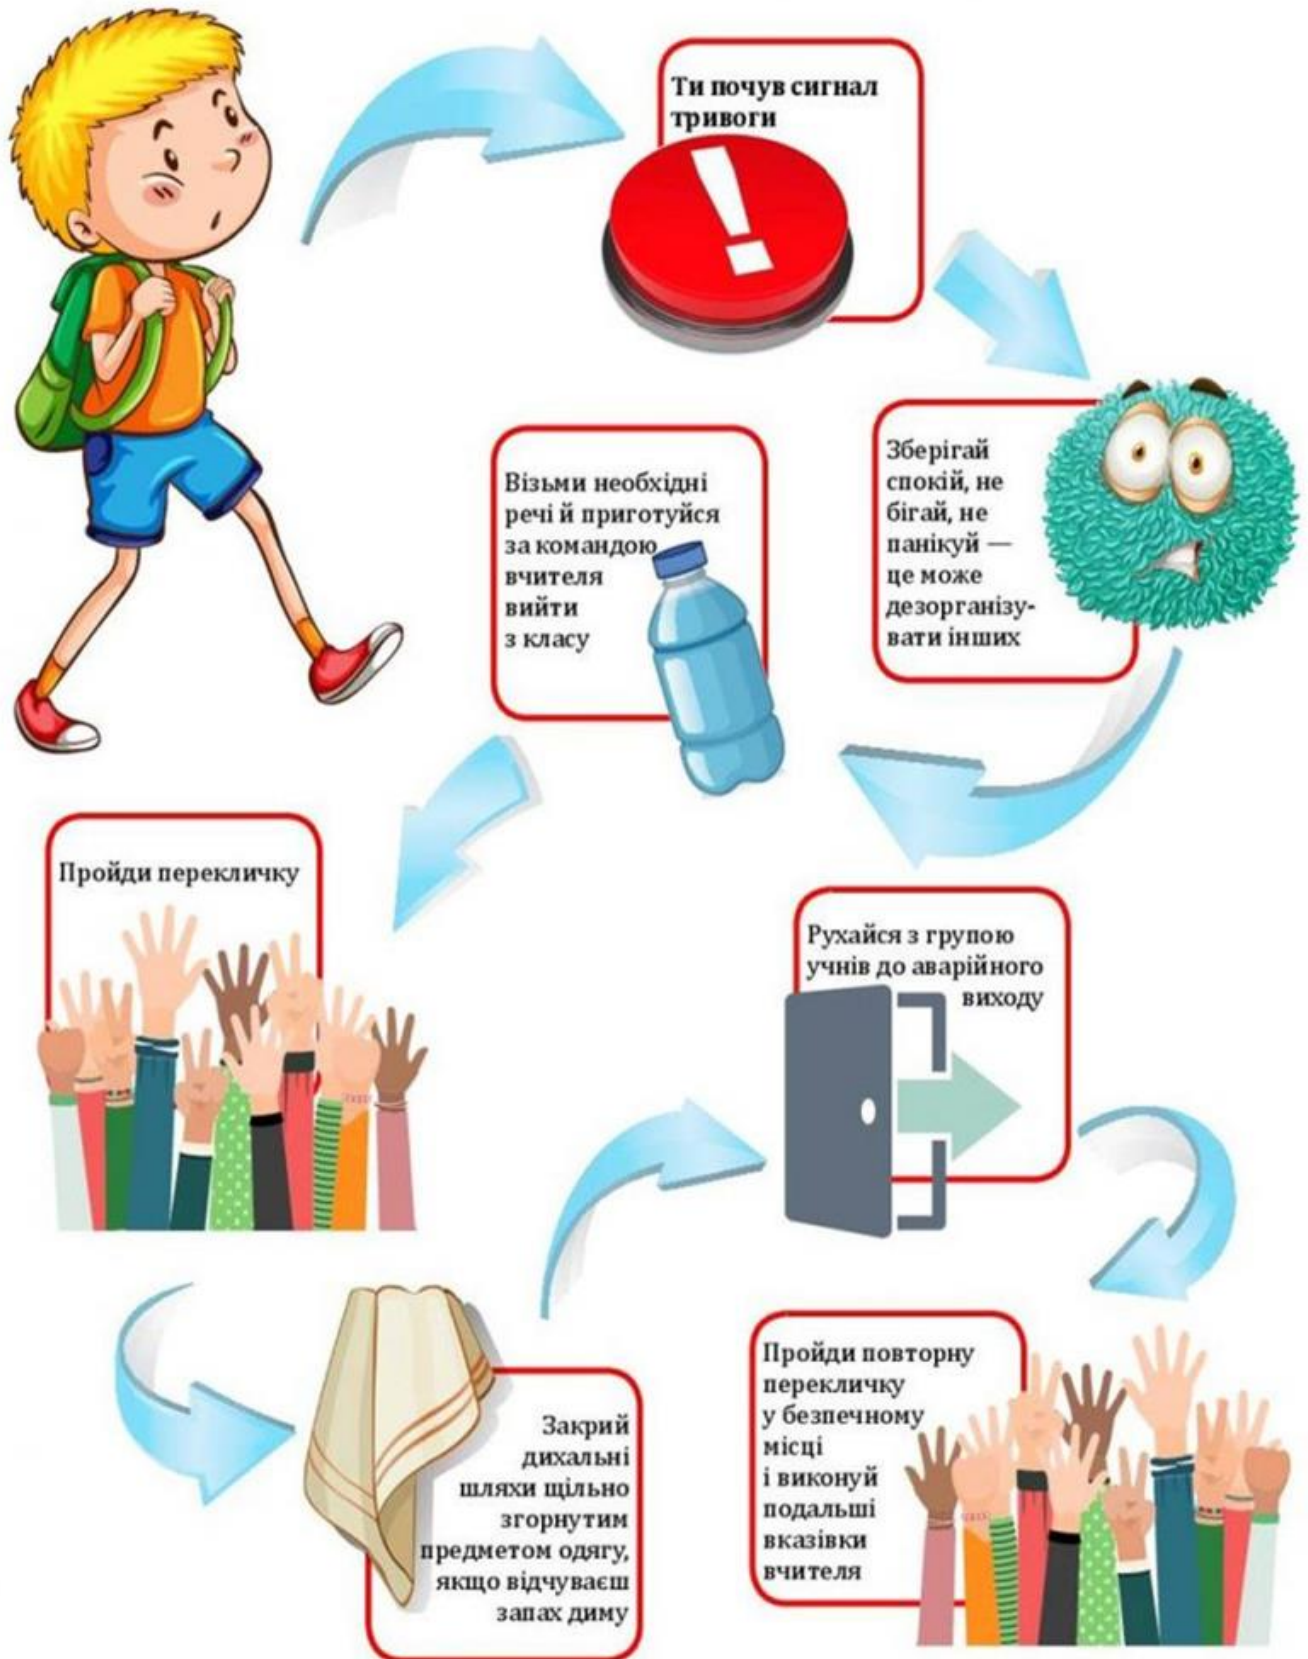 Ти почув сигнал
тривоги
Зберігай
спокій, не
бігай, не
панікуй —
це може
дезорганізу-
вати інших
Візьми необхідні
речі й приготуйся
за командою
вчителя
вийти
з класу
Пройди перекличку
Закрий
дихальні
шляхи щільно
згорнутим
предметом одягу,
якщо відчуваєш
запах диму
Рухайся з групою
учнів до аварійного
виходу
Пройди повторну
перекличку
у безпечному
місці
і виконуй
подальші
вказівки
вчителя